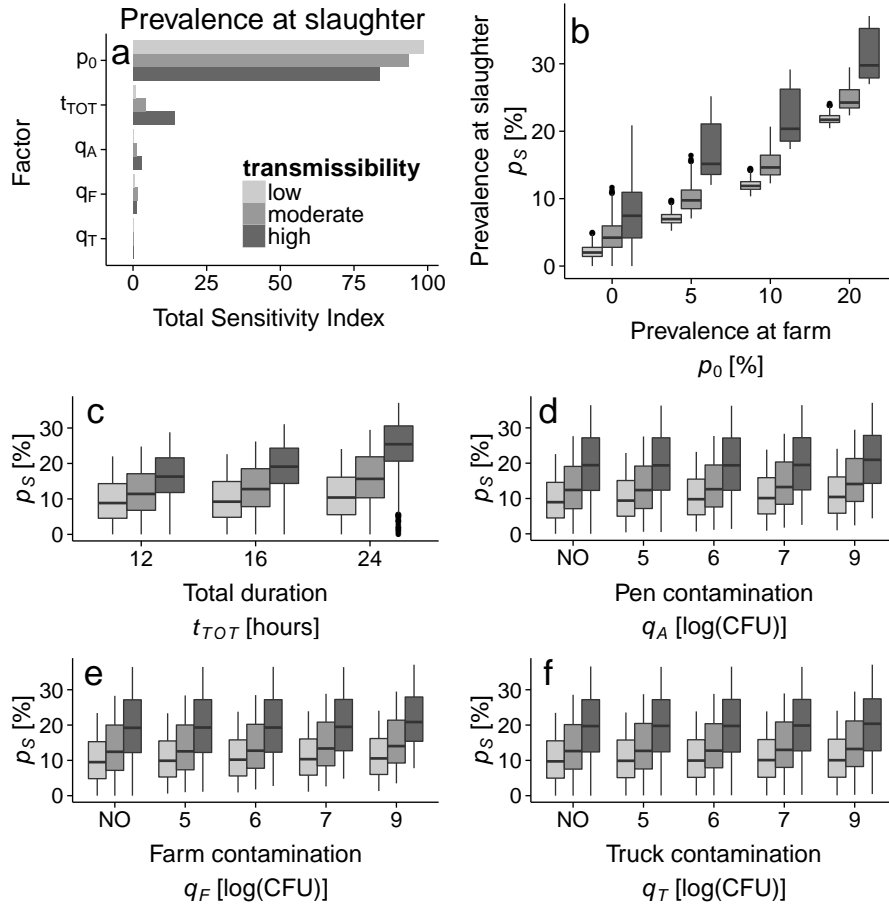 Prevalence at slaughter
a
Factor
p0
tTOT
qA
qF
qT
transmissibility
low
moderate
high
0 25 50 75 100
Total Sensitivity Index
b
Prevalence at slaughter
pS [%]
30
20
10
0
0 5 10 20
Prevalence at farm
p0 [%]
c
pS [%]
30
20
10
0
12 16 24
Total duration
tTOT [hours]
d
pS [%]
30
20
10
0
NO 5 6 7 9
Pen contamination
qA [log(CFU)]
e
pS [%]
30
20
10
0
NO 5 6 7 9
Farm contamination
qF [log(CFU)]
f
pS [%]
30
20
10
0
NO 5 6 7 9
Truck contamination
qT [log(CFU)]